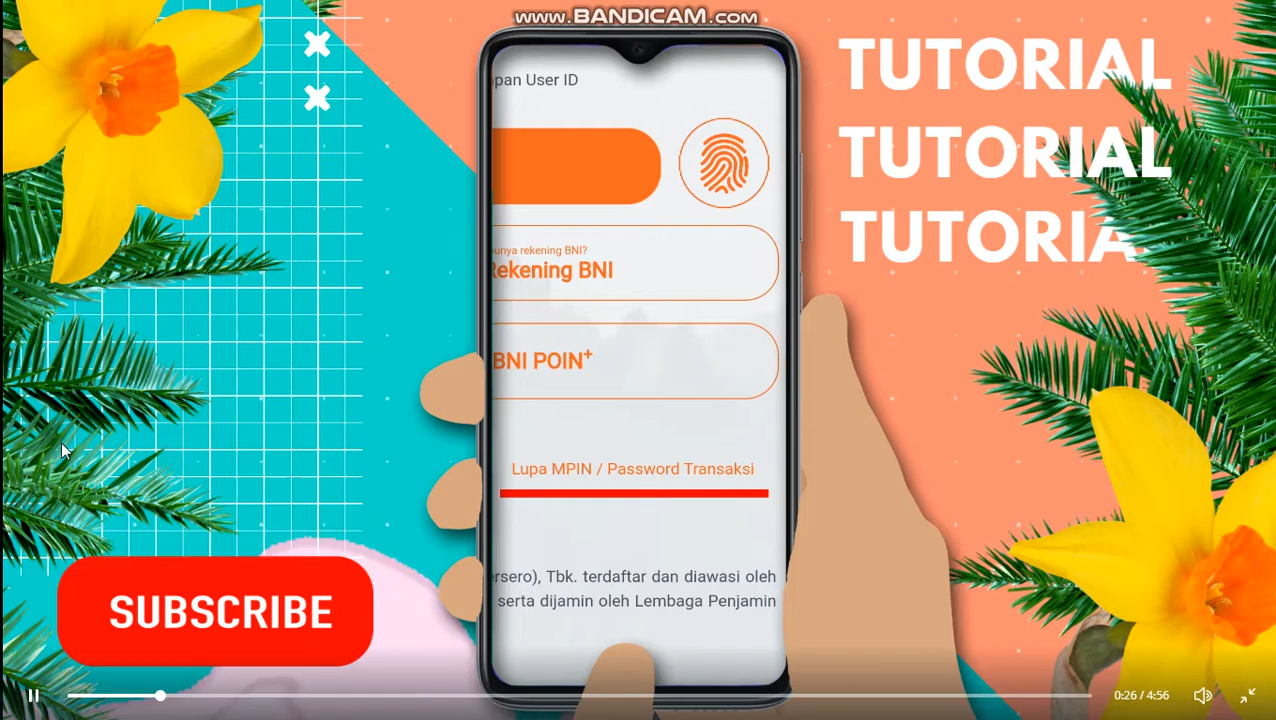 www.BANDICAM.com
TUTORIAL
TUTORIAL
TUTORIA
pan User ID
punya rekening BNI?
Rekening BNI
BNI POIN+
Lupa MPIN / Password Transaksi
ersero), Tbk. terdaftar dan diawasi oleh
serta dijamin oleh Lembaga Penjamin
SUBSCRIBE
0:26 / 4:56